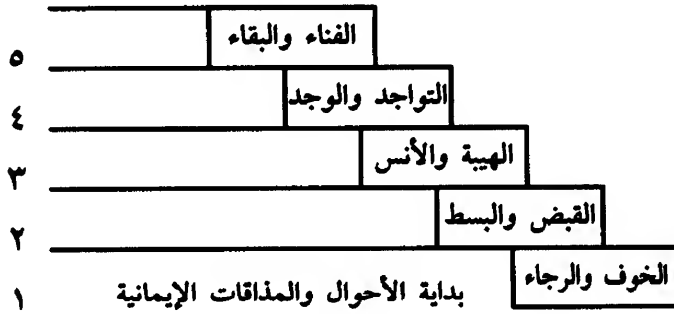 الفناء والبقاء ٥
التواجد والوجد ٤
الهيبة والأنس ٣
القبض والبسط ٢
الخوف والرجاء بداية الأحوال والمذاقات الإيمانية ١